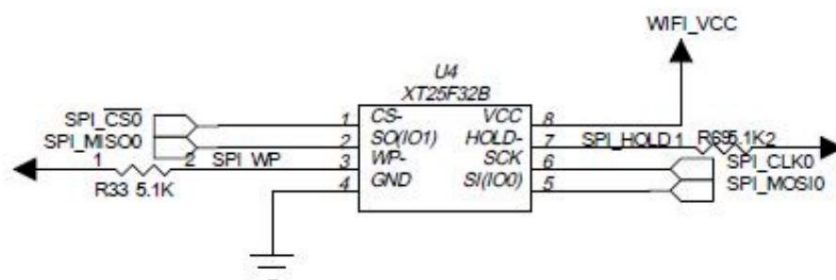 WIFI_VCC
U4
XT25F32B
SPI_CS0 1 CS- VCC 8
SPI_MISO0 2 SO(IO1) HOLD- 7 SPI_HOLD 1 R69 5.1K 2
1 2 SPI_WP 3 WP- SCK 6 SPI_CLK0
R33 5.1K 4 GND SI(IO0) 5 SPI_MOSI0